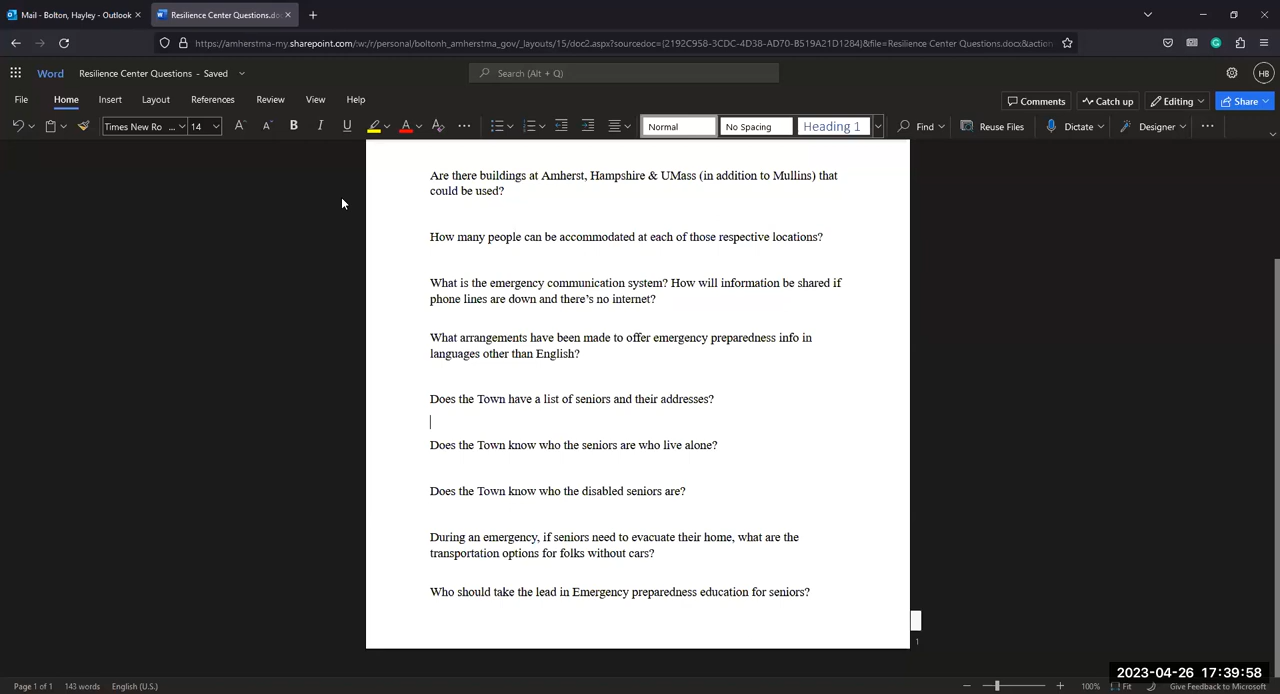 Mail - Bolton, Hayley - Outlook
Resilience Center Questions.do
https://amherstma-my.sharepoint.com/:w:/r/personal/boltonh_amherstma_gov/_layouts/15/doc2.aspx?sourcedoc={2192C958-3CDC-4D38-AD70-B519A21D1284}&file=Resilience Center Questions.docx&action
Word Resilience Center Questions - Saved Search (Alt + Q) HB
File Home Insert Layout References Review View Help Comments Catch up Editing Share
Times New Ro ... 14 A A B I U A A ... Normal No Spacing Heading 1 Find Reuse Files Dictate Designer ...
Are there buildings at Amherst, Hampshire & UMass (in addition to Mullins) that
could be used?
How many people can be accommodated at each of those respective locations?
What is the emergency communication system? How will information be shared if
phone lines are down and there's no internet?
What arrangements have been made to offer emergency preparedness info in
languages other than English?
Does the Town have a list of seniors and their addresses?
Does the Town know who the seniors are who live alone?
Does the Town know who the disabled seniors are?
During an emergency, if seniors need to evacuate their home, what are the
transportation options for folks without cars?
Who should take the lead in Emergency preparedness education for seniors?
1
2023-04-26 17:39:58
Page 1 of 1 143 words English (U.S.) 100% Fit Give Feedback to Microsoft